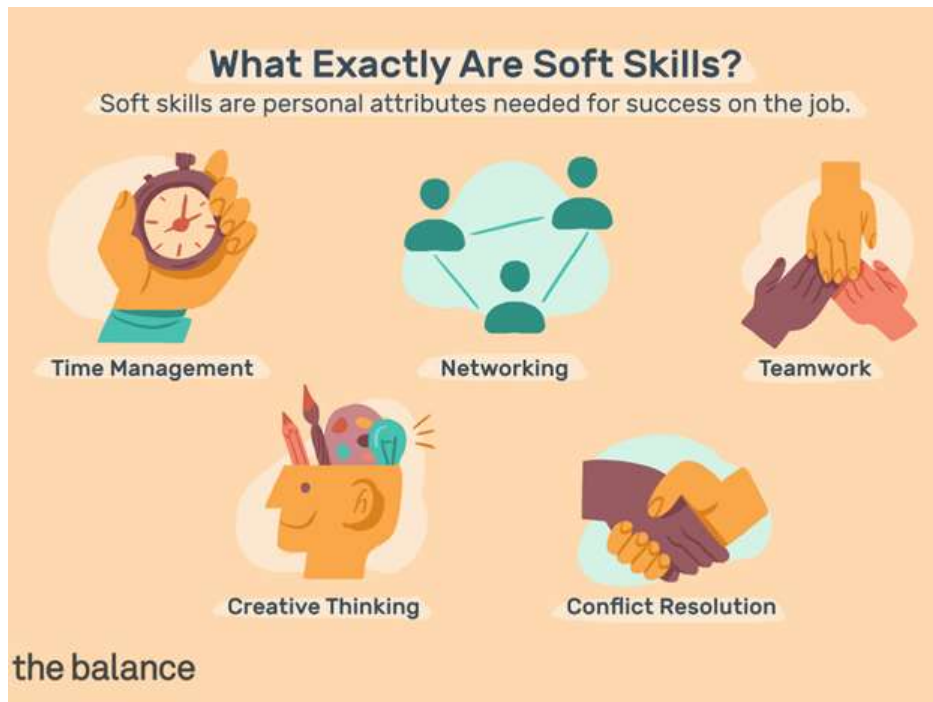 What Exactly Are Soft Skills?
Soft skills are personal attributes needed for success on the job.
Time Management
Networking
Teamwork
Creative Thinking
Conflict Resolution
the balance